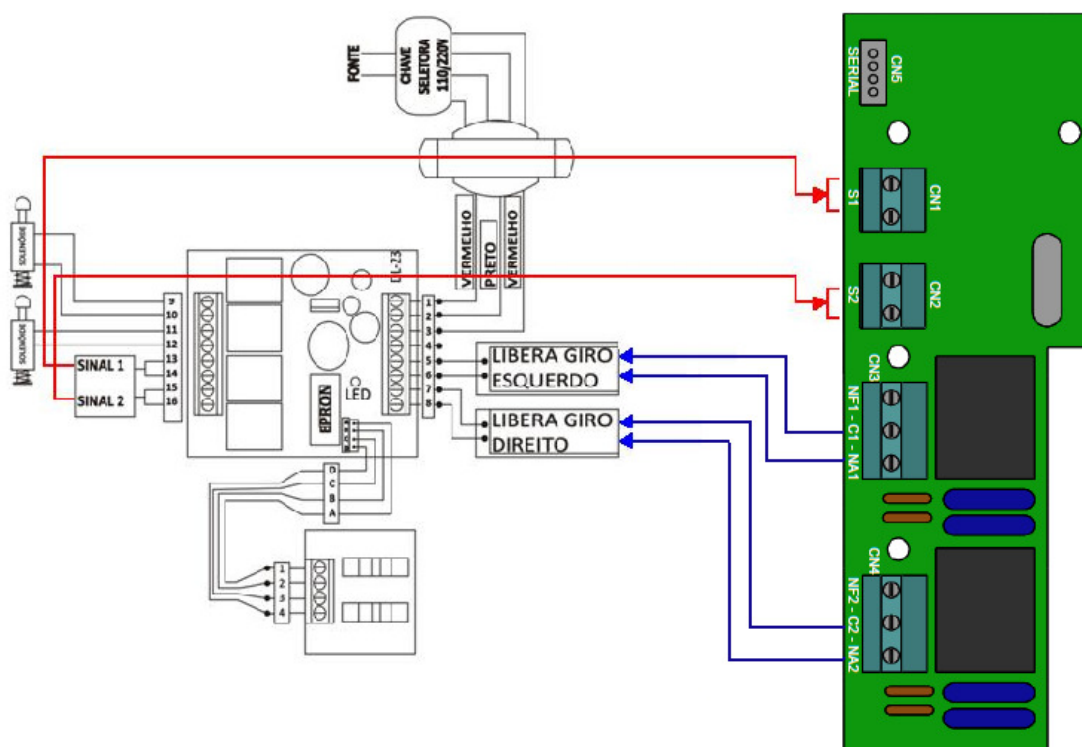 FONTE
CHAVE
SELETORA
110/220V
VERMELHO
PRETO
VERMELHO
SOLENÓIDE
SOLENÓIDE
9
10
11
12
13
14
15
16
SINAL 1
SINAL 2
LED
EPRON
1
2
3
4
5
6
7
8
LIBERA GIRO
ESQUERDO
LIBERA GIRO
DIREITO
D
C
B
A
1
2
3
4
SERIAL
CN5
S1
CN1
S2
CN2
CN3
NF1 - C1 - NA1
CN4
NF2 - C2 - NA2